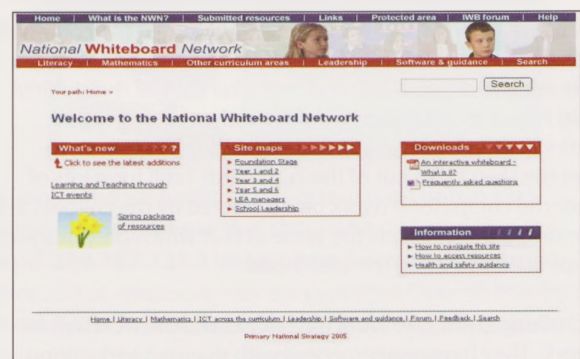 Home | What is the NWN? | Submitted resources | Links | Protected area | IWB forum | Help
National Whiteboard Network
Literacy | Mathematics | Other curriculum areas | Leadership | Software & guidance | Search
Search
Your path: Home »
Welcome to the National Whiteboard Network
What's new ? ? ?
Click to see the latest additions
Learning and Teaching through
ICT events
Spring package
of resources
Site maps
Foundation Stage
Year 1 and 2
Year 3 and 4
Year 5 and 6
LEA managers
School Leadership
Downloads
An interactive whiteboard -
What is it?
Frequently asked questions
Information i i i i
How to navigate this site
How to access resources
Health and safety guidance
Home | Literacy | Mathematics | ICT across the curriculum | Leadership | Software and guidance | Forum | Feedback | Search
Primary National Strategy 2005